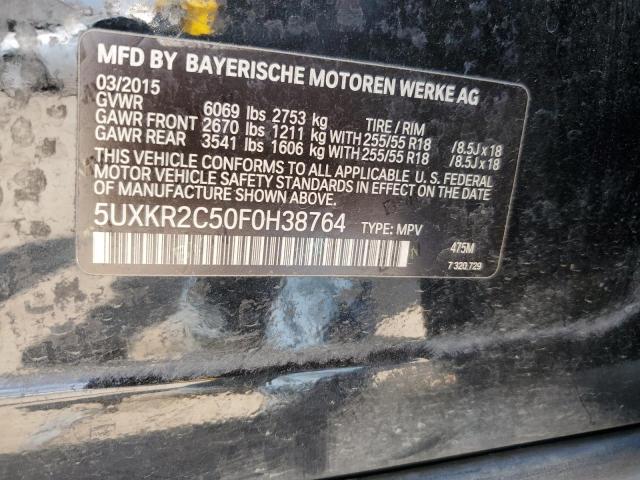 MFD BY BAYERISCHE MOTOREN WERKE AG
03/2015
GVWR 6069 lbs 2753 kg TIRE / RIM
GAWR FRONT 2670 lbs 1211 kg WITH 255/55 R18 /8.5J x 18
GAWR REAR 3541 lbs 1606 kg WITH 255/55 R18 /8.5J x 18
THIS VEHICLE CONFORMS TO ALL APPLICABLE U.S. FEDERAL
MOTOR VEHICLE SAFETY STANDARDS IN EFFECT ON THE
DATE OF MANUFACTURE SHOWN ABOVE.
5UXKR2C50F0H38764 TYPE: MPV
475M
7 320.729